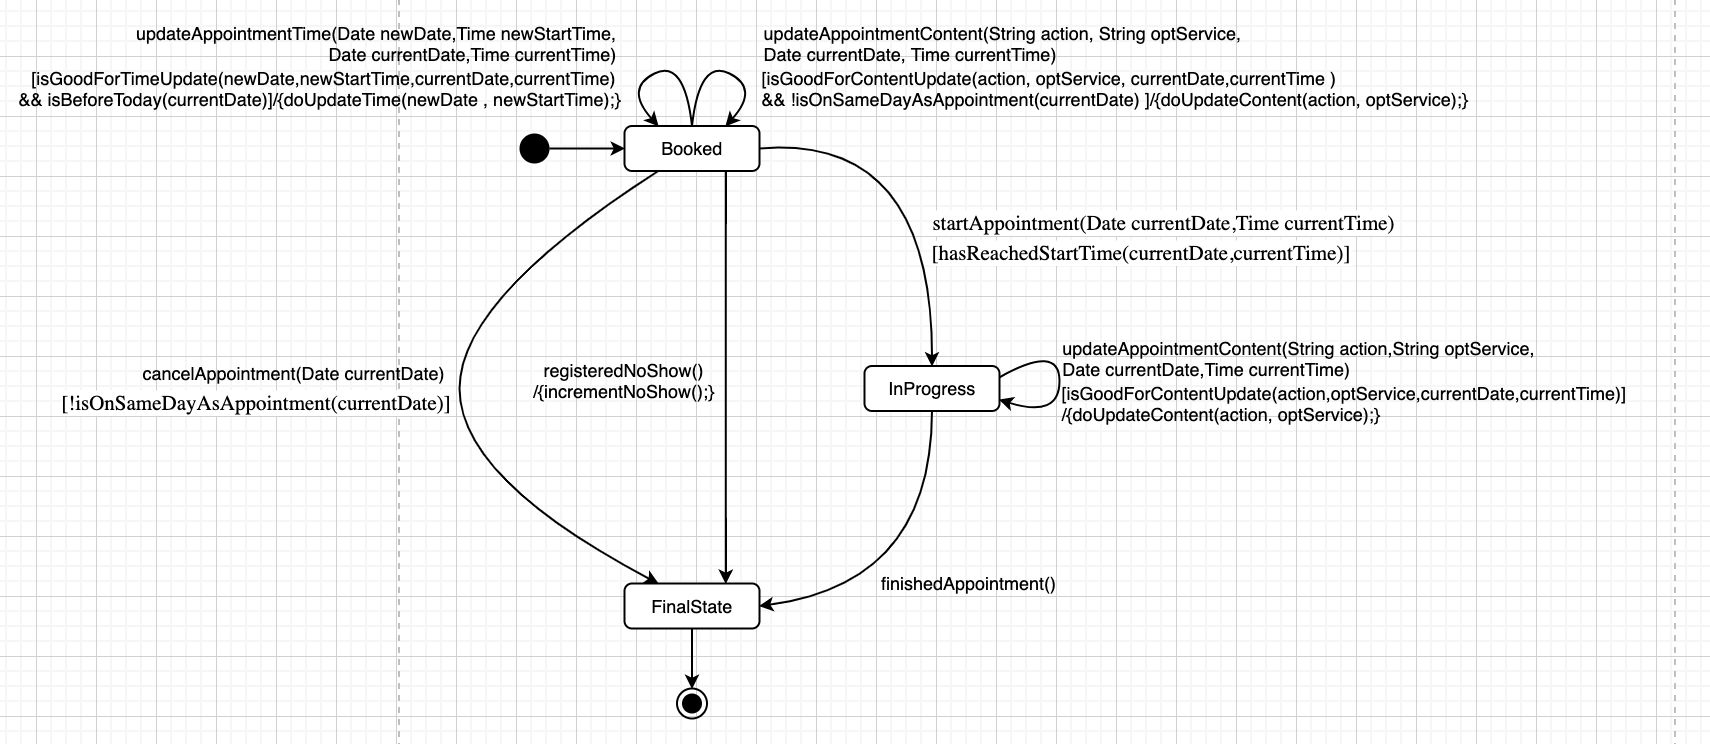 updateAppointmentTime(Date newDate,Time newStartTime,
Date currentDate,Time currentTime)
[isGoodForTimeUpdate(newDate,newStartTime,currentDate,currentTime)
&& isBeforeToday(currentDate)]/{doUpdateTime(newDate , newStartTime);}
updateAppointmentContent(String action, String optService,
Date currentDate, Time currentTime)
[isGoodForContentUpdate(action, optService, currentDate,currentTime )
&& !isOnSameDayAsAppointment(currentDate) ]/{doUpdateContent(action, optService);}
Booked
startAppointment(Date currentDate,Time currentTime)
[hasReachedStartTime(currentDate,currentTime)]
cancelAppointment(Date currentDate)
[!isOnSameDayAsAppointment(currentDate)]
registeredNoShow()
/{incrementNoShow();}
InProgress
updateAppointmentContent(String action,String optService,
Date currentDate,Time currentTime)
[isGoodForContentUpdate(action,optService,currentDate,currentTime)]
/{doUpdateContent(action, optService);}
finishedAppointment()
FinalState